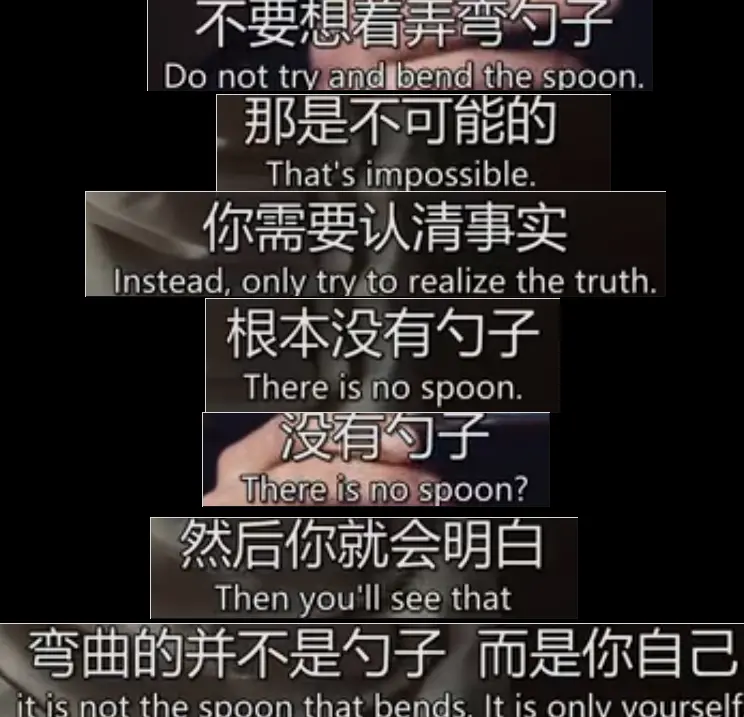 不要想着弄弯勺子
Do not try and bend the spoon.
那是不可能的
That's impossible.
你需要认清事实
Instead, only try to realize the truth.
根本没有勺子
There is no spoon.
没有勺子
There is no spoon?
然后你就会明白
Then you'll see that
弯曲的并不是勺子 而是你自己
it is not the spoon that bends. It is only yourself